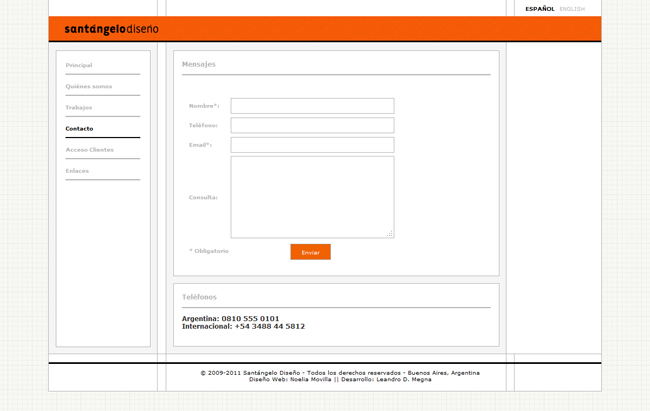 ESPAÑOL ENGLISH
santángelodiseño
Principal
Quiénes somos
Trabajos
Contacto
Acceso Clientes
Enlaces
Mensajes
Nombre*:
Teléfono:
Email*:
Consulta:
* Obligatorio
Enviar
Teléfonos
Argentina: 0810 555 0101
Internacional: +54 3488 44 5812
© 2009-2011 Santángelo Diseño - Todos los derechos reservados - Buenos Aires, Argentina
Diseño Web: Noelia Movilla || Desarrollo: Leandro D. Megna